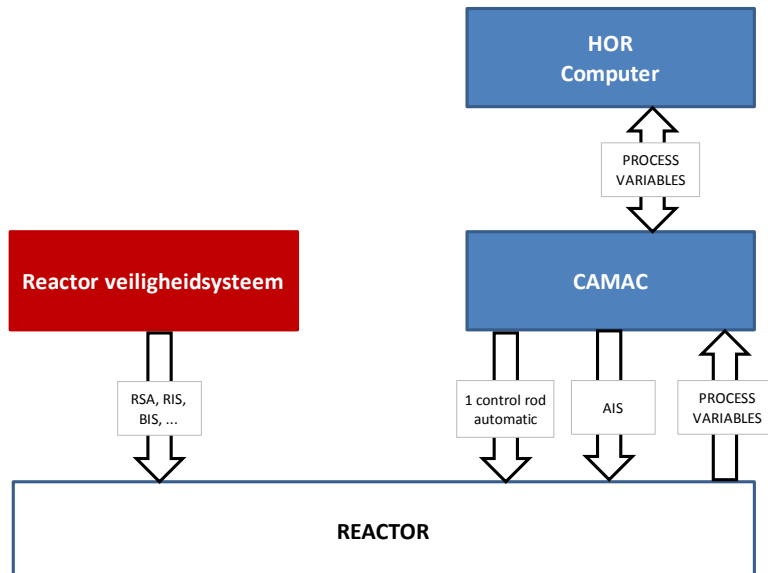 HOR
Computer
PROCESS
VARIABLES
Reactor veiligheidsysteem
CAMAC
RSA, RIS,
BIS, ...
1 control rod
automatic
AIS
PROCESS
VARIABLES
REACTOR